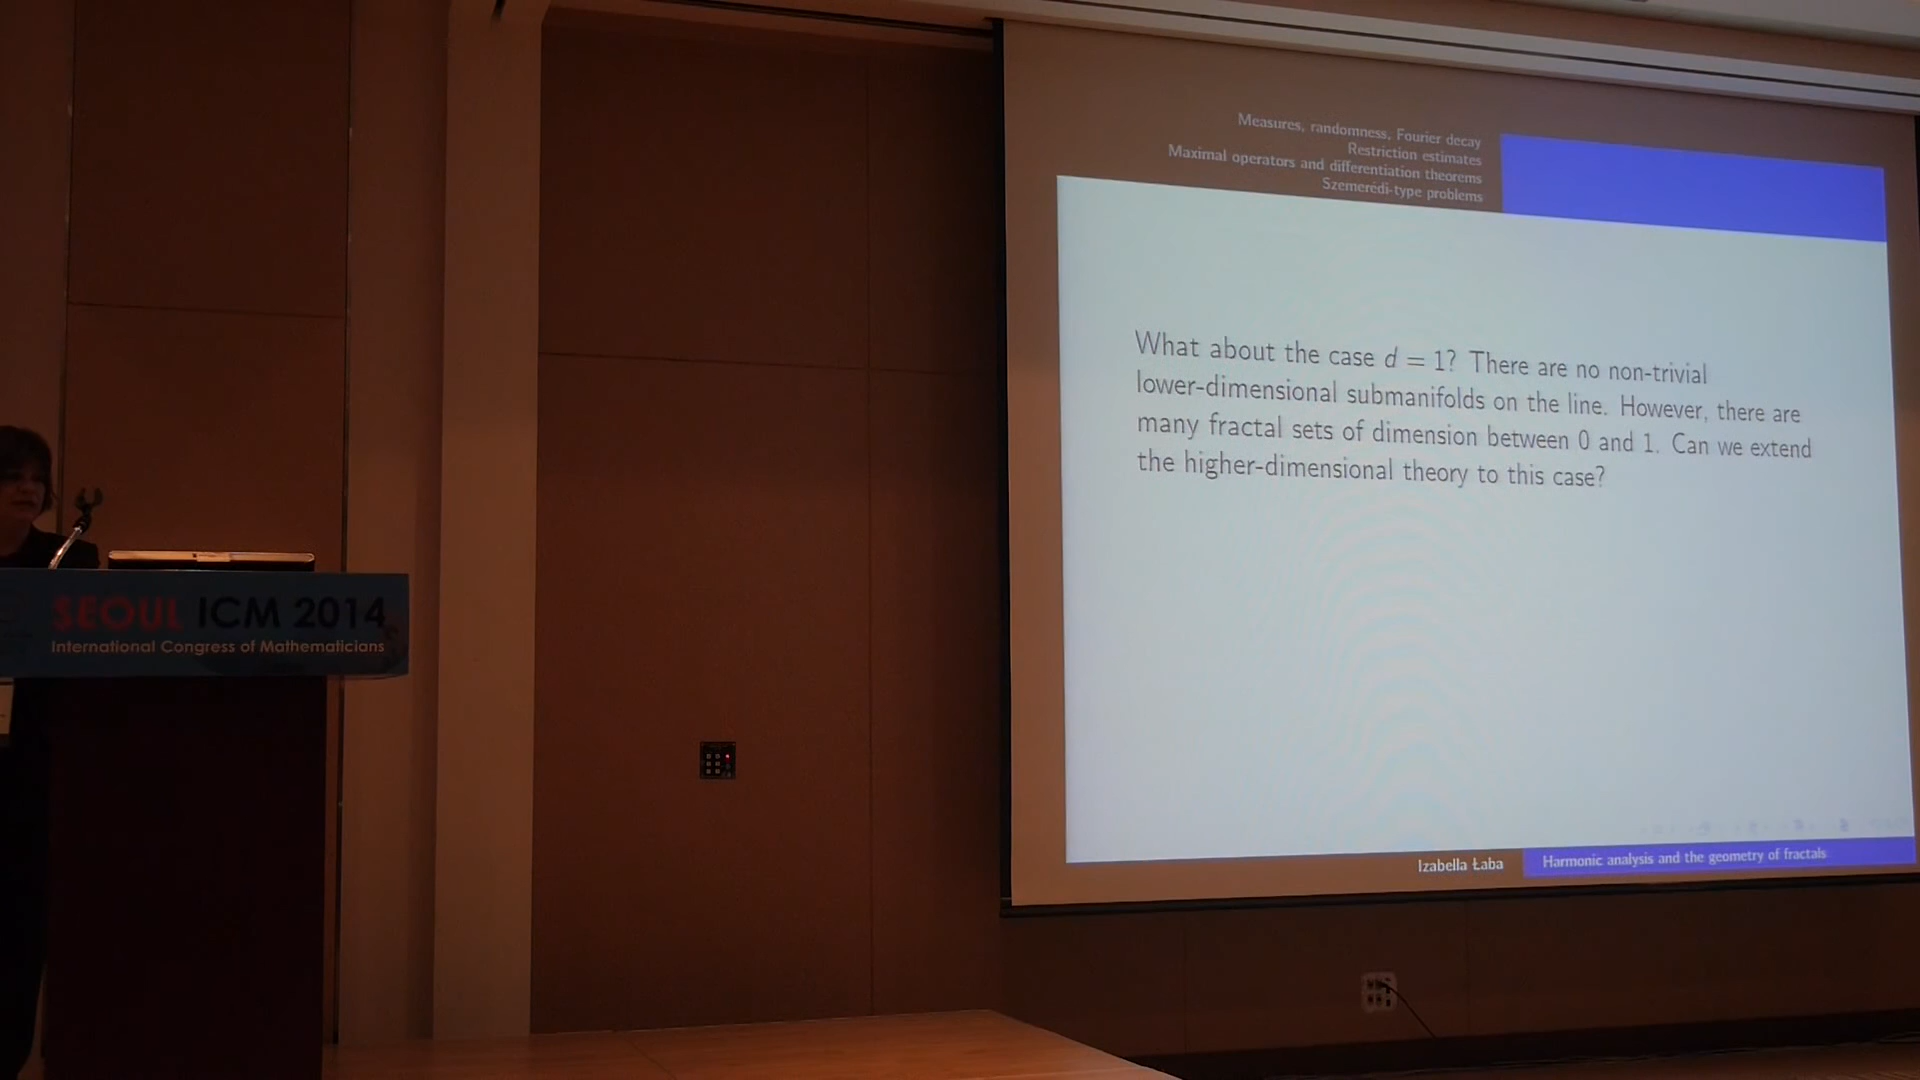 Measures, randomness, Fourier decay
Restriction estimates
Maximal operators and differentiation theorems
Szemerédi-type problems
What about the case d = 1? There are no non-trivial
lower-dimensional submanifolds on the line. However, there are
many fractal sets of dimension between 0 and 1. Can we extend
the higher-dimensional theory to this case?
Izabella Łaba
Harmonic analysis and the geometry of fractals
SEOUL ICM 2014
International Congress of Mathematicians